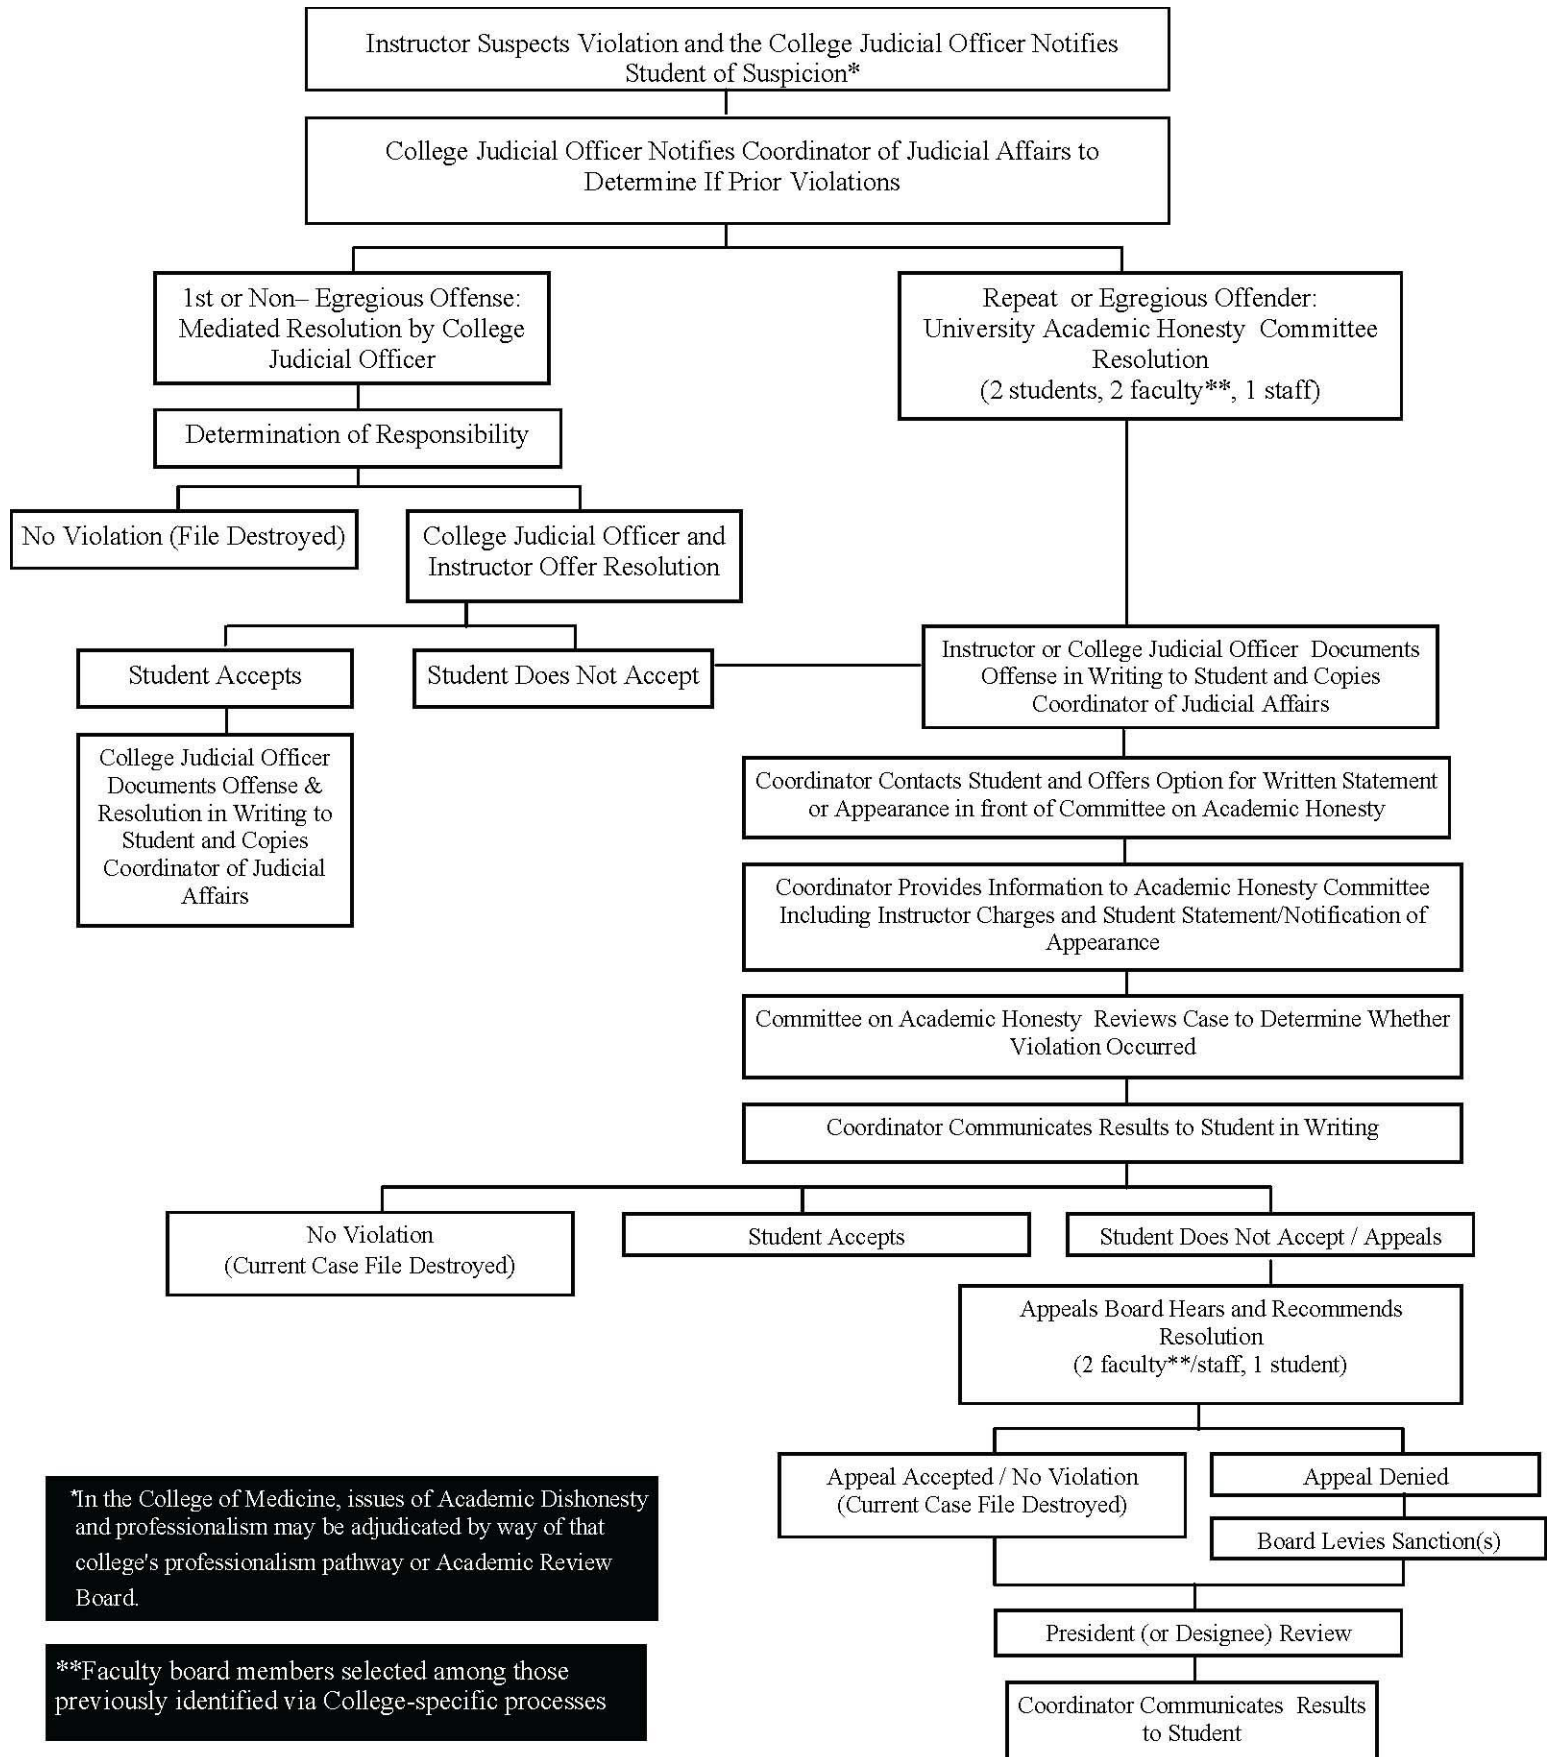 Instructor Suspects Violation and the College Judicial Officer Notifies
Student of Suspicion*
College Judicial Officer Notifies Coordinator of Judicial Affairs to
Determine If Prior Violations
1st or Non– Egregious Offense:
Mediated Resolution by College
Judicial Officer
Repeat or Egregious Offender:
University Academic Honesty Committee
Resolution
(2 students, 2 faculty**, 1 staff)
Determination of Responsibility
No Violation (File Destroyed)
College Judicial Officer and
Instructor Offer Resolution
Student Accepts
Student Does Not Accept
Instructor or College Judicial Officer Documents
Offense in Writing to Student and Copies
Coordinator of Judicial Affairs
College Judicial Officer
Documents Offense &
Resolution in Writing to
Student and Copies
Coordinator of Judicial
Affairs
Coordinator Contacts Student and Offers Option for Written Statement
or Appearance in front of Committee on Academic Honesty
Coordinator Provides Information to Academic Honesty Committee
Including Instructor Charges and Student Statement/Notification of
Appearance
Committee on Academic Honesty Reviews Case to Determine Whether
Violation Occurred
Coordinator Communicates Results to Student in Writing
No Violation
(Current Case File Destroyed)
Student Accepts
Student Does Not Accept / Appeals
Appeals Board Hears and Recommends
Resolution
(2 faculty**/staff, 1 student)
Appeal Accepted / No Violation
(Current Case File Destroyed)
Appeal Denied
Board Levies Sanction(s)
President (or Designee) Review
Coordinator Communicates Results
to Student
*In the College of Medicine, issues of Academic Dishonesty
and professionalism may be adjudicated by way of that
college's professionalism pathway or Academic Review
Board.
**Faculty board members selected among those
previously identified via College-specific processes